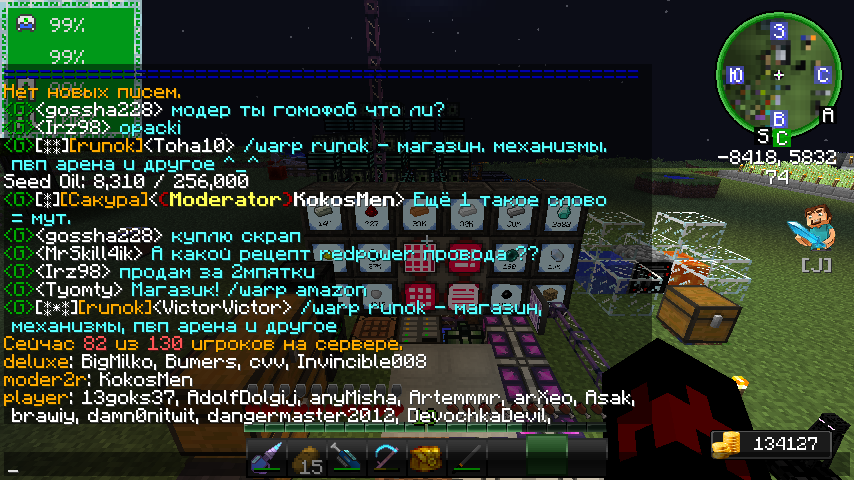 99%
99%
Нет новых писем.
<G><gossha228> модер ты гомофоб что ли?
<G><Irz98> opacki
<G>[⁂][runok]<Toha10> /warp runok - магазин. механизмы.
пвп арена и другое ^_^
Seed Oil: 8,310 / 256,000
<G>[*][Сакура]<(Moderator)KokosMen> Ещё 1 такое слово
= мут.
<G><gossha228> куплю скрап
<G><MrSkill4ik> А какой рецепт redpower провода ??
<G><Irz98> продам за 2мпятки
<G><Tyomty> Магазик! /warp amazon
<G>[⁂][runok]<VictorVictor> /warp runok - магазин,
механизмы, пвп арена и другое
Сейчас 82 из 130 игроков на сервере.
deluxe: BigMilko, Bumers, cvv, Invincible008
moder2r: KokosMen
player: 13goks37, AdolfDolgij, anyMisha, Artemmmr, arXeo, Asak,
brawiy, damn0nitwit, dangermaster2012, DevochkaDevil,
_
З
Ю
С
В
S
C
A
-8418, 5832
74
[J]
15
134127